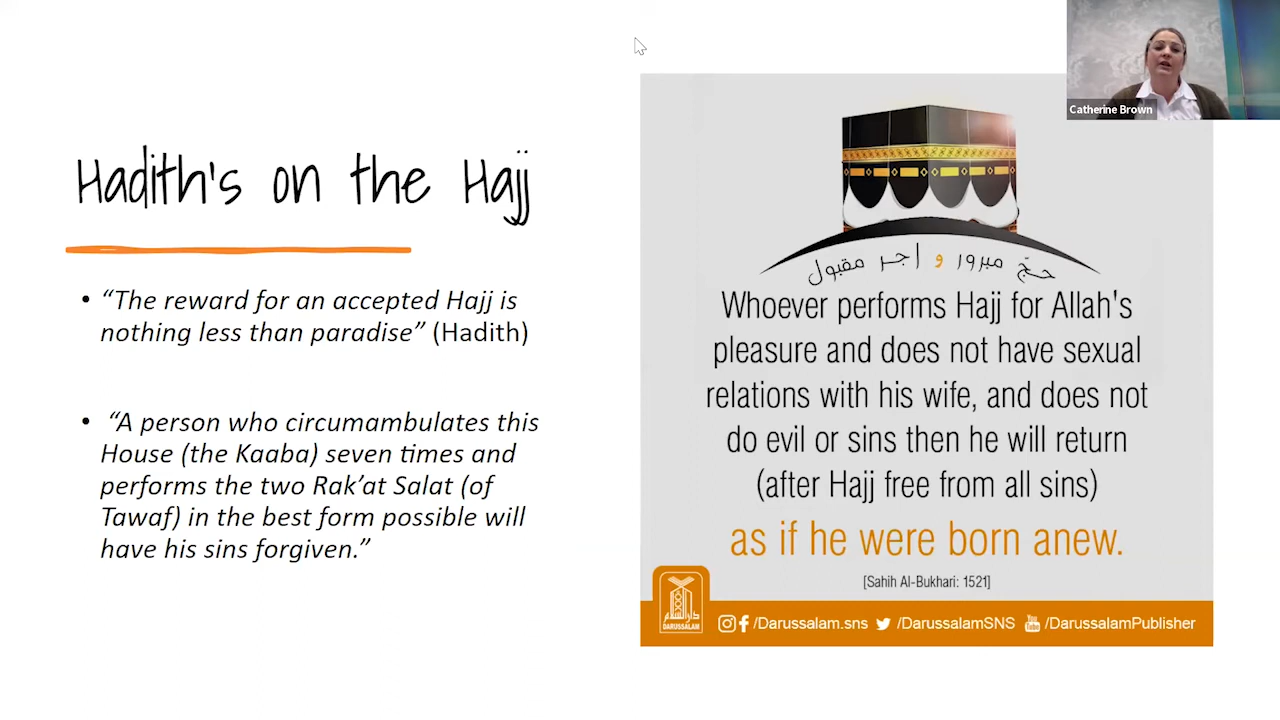 Catherine Brown
Hadith's on the Hajj
• “The reward for an accepted Hajj is
nothing less than paradise” (Hadith)
• “A person who circumambulates this
House (the Kaaba) seven times and
performs the two Rak’at Salat (of
Tawaf) in the best form possible will
have his sins forgiven.”
حجّ مبرور و اجر مقبول
Whoever performs Hajj for Allah's
pleasure and does not have sexual
relations with his wife, and does not
do evil or sins then he will return
(after Hajj free from all sins)
as if he were born anew.
[Sahih Al-Bukhari: 1521]
دار السلام
DARUSSALAM
/Darussalam.sns /DarussalamSNS You Tube /DarussalamPublisher